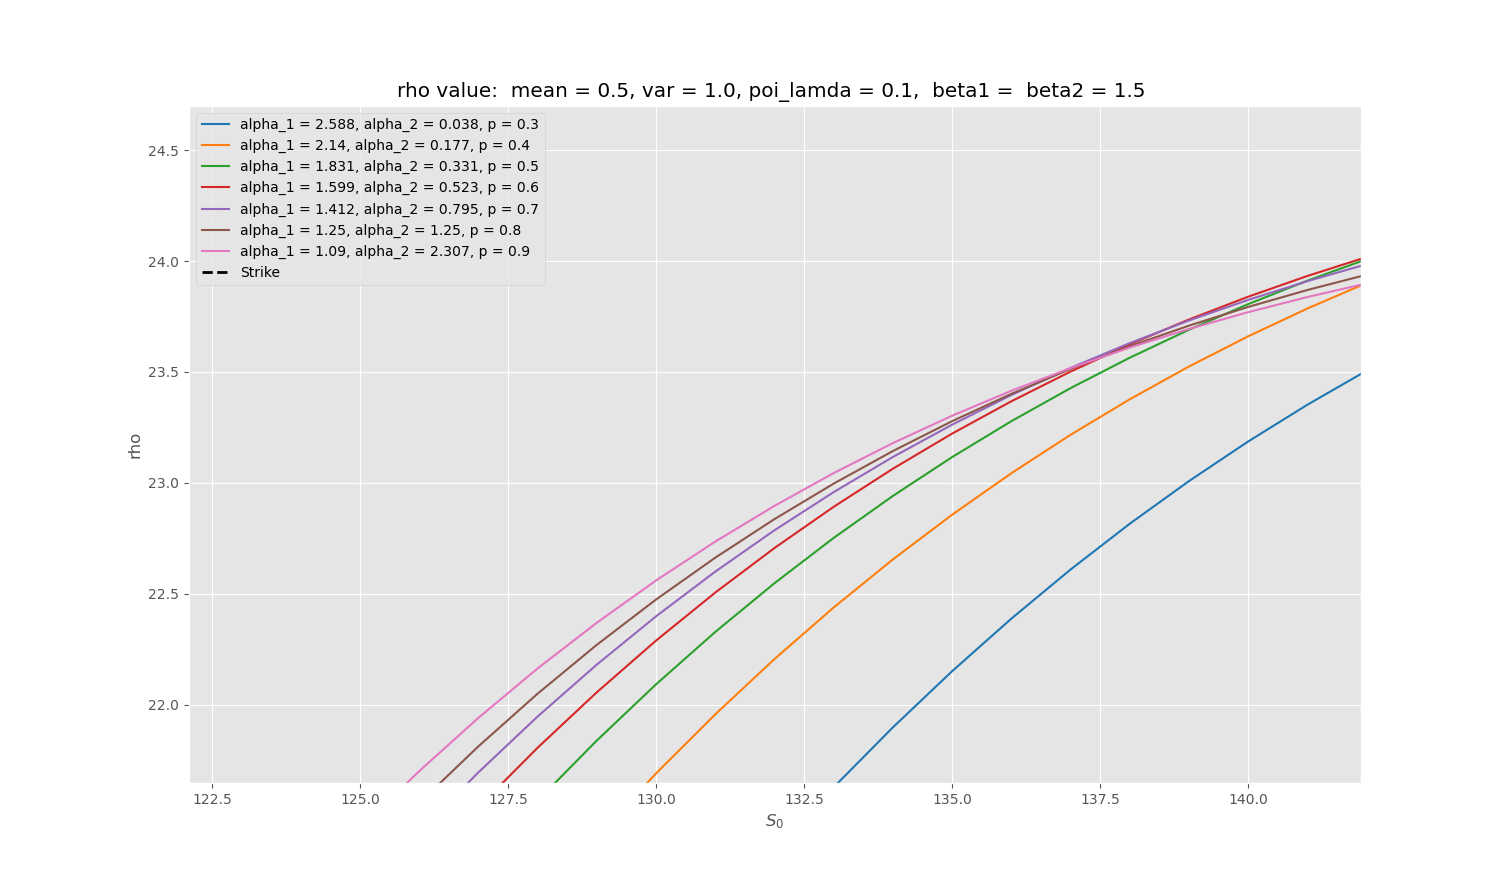 rho value:  mean = 0.5, var = 1.0, poi_lamda = 0.1,  beta1 =  beta2 = 1.5
alpha_1 = 2.588, alpha_2 = 0.038, p = 0.3
alpha_1 = 2.14, alpha_2 = 0.177, p = 0.4
alpha_1 = 1.831, alpha_2 = 0.331, p = 0.5
alpha_1 = 1.599, alpha_2 = 0.523, p = 0.6
alpha_1 = 1.412, alpha_2 = 0.795, p = 0.7
alpha_1 = 1.25, alpha_2 = 1.25, p = 0.8
alpha_1 = 1.09, alpha_2 = 2.307, p = 0.9
Strike
24.5
24.0
23.5
23.0
22.5
22.0
rho
122.5 125.0 127.5 130.0 132.5 135.0 137.5 140.0
S₀